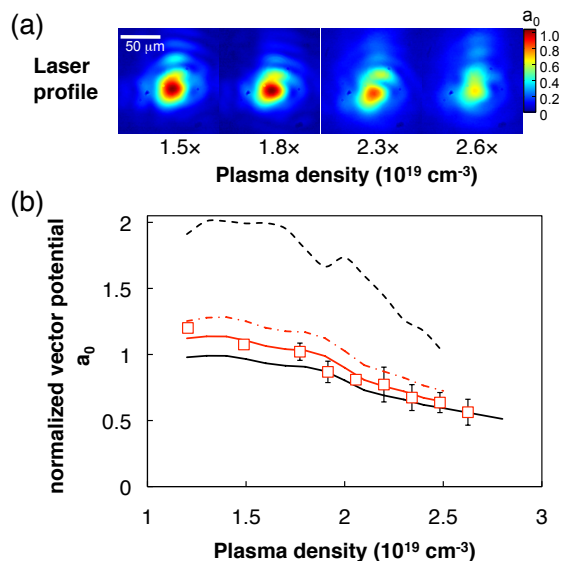 (a)
a₀
50 μm
Laser
profile
1.0
0.8
0.6
0.4
0.2
0
1.5×
1.8×
2.3×
2.6×
Plasma density (10¹⁹ cm⁻³)
(b)
normalized vector potential
a₀
2
1.5
1
0.5
0
1
1.5
2
2.5
3
Plasma density (10¹⁹ cm⁻³)